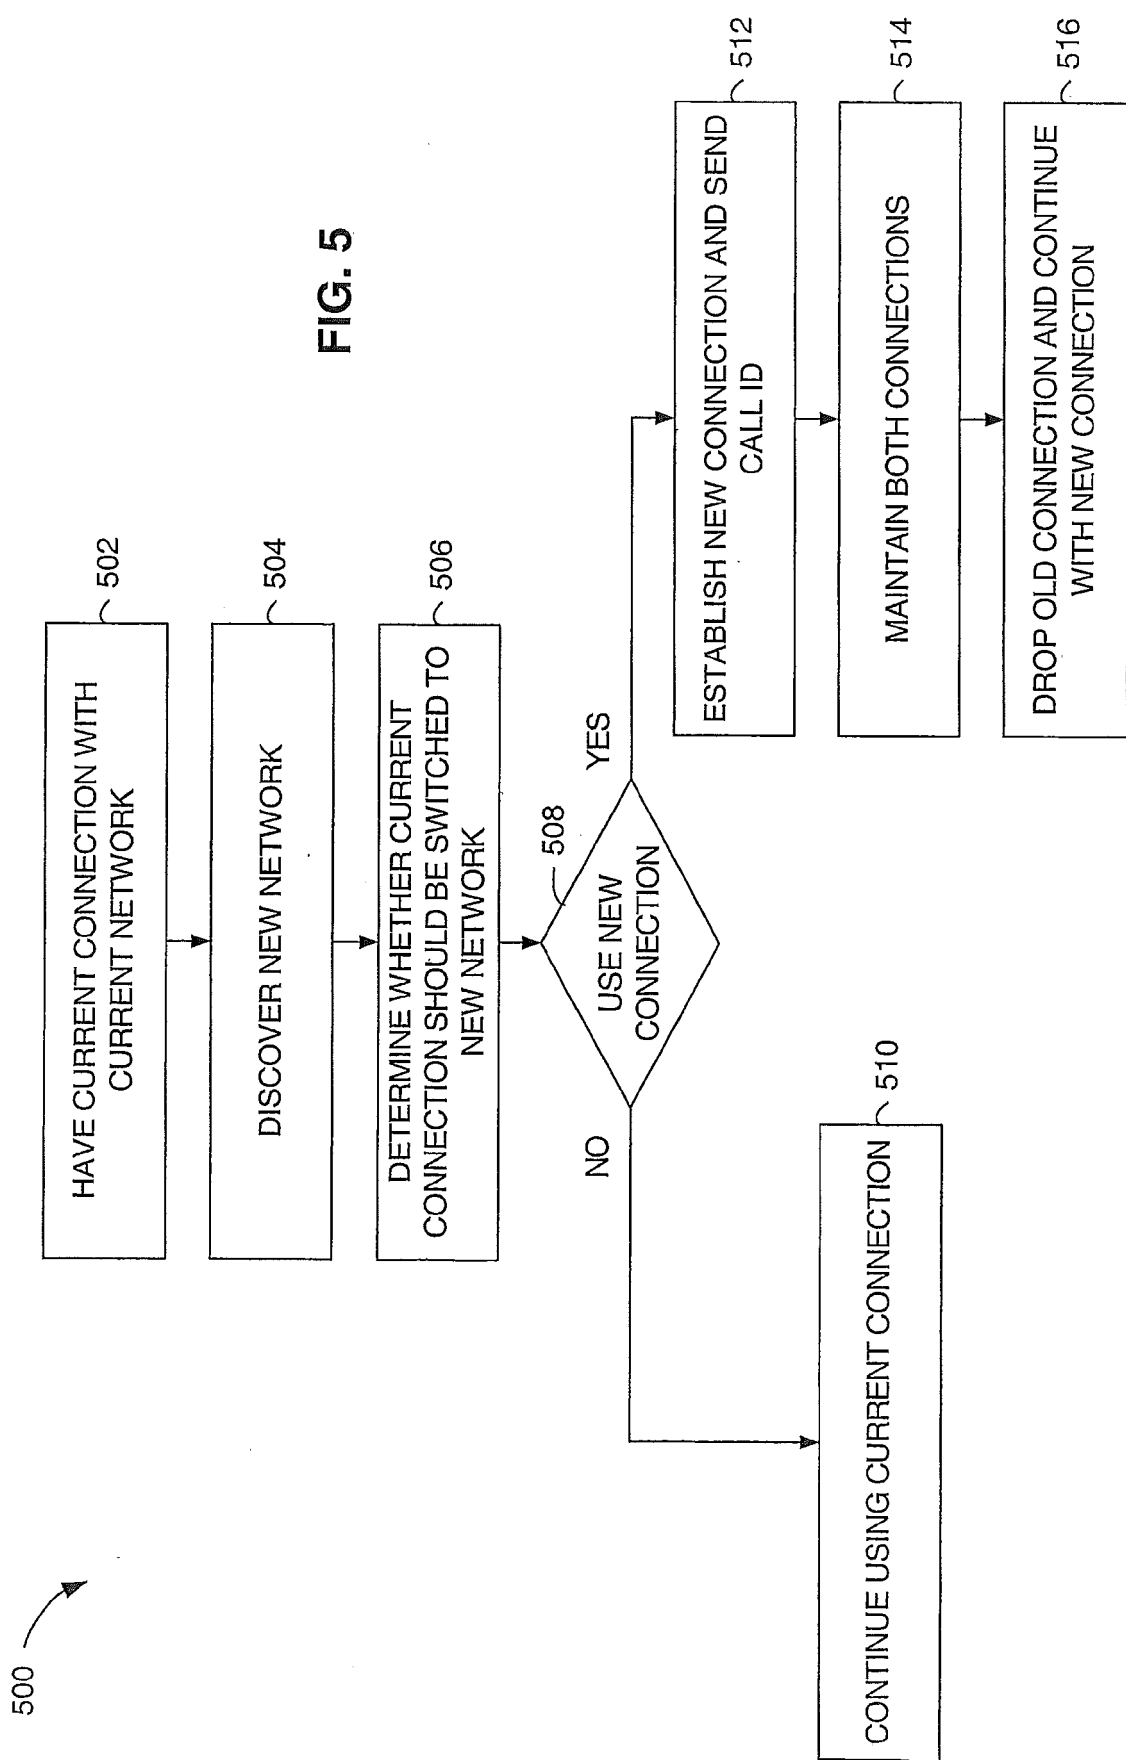 500
HAVE CURRENT CONNECTION WITH
CURRENT NETWORK
502
DISCOVER NEW NETWORK
504
DETERMINE WHETHER CURRENT
CONNECTION SHOULD BE SWITCHED TO
NEW NETWORK
506
USE NEW
CONNECTION
508
NO
YES
CONTINUE USING CURRENT CONNECTION
510
ESTABLISH NEW CONNECTION AND SEND
CALL ID
512
MAINTAIN BOTH CONNECTIONS
514
DROP OLD CONNECTION AND CONTINUE
WITH NEW CONNECTION
516
FIG. 5